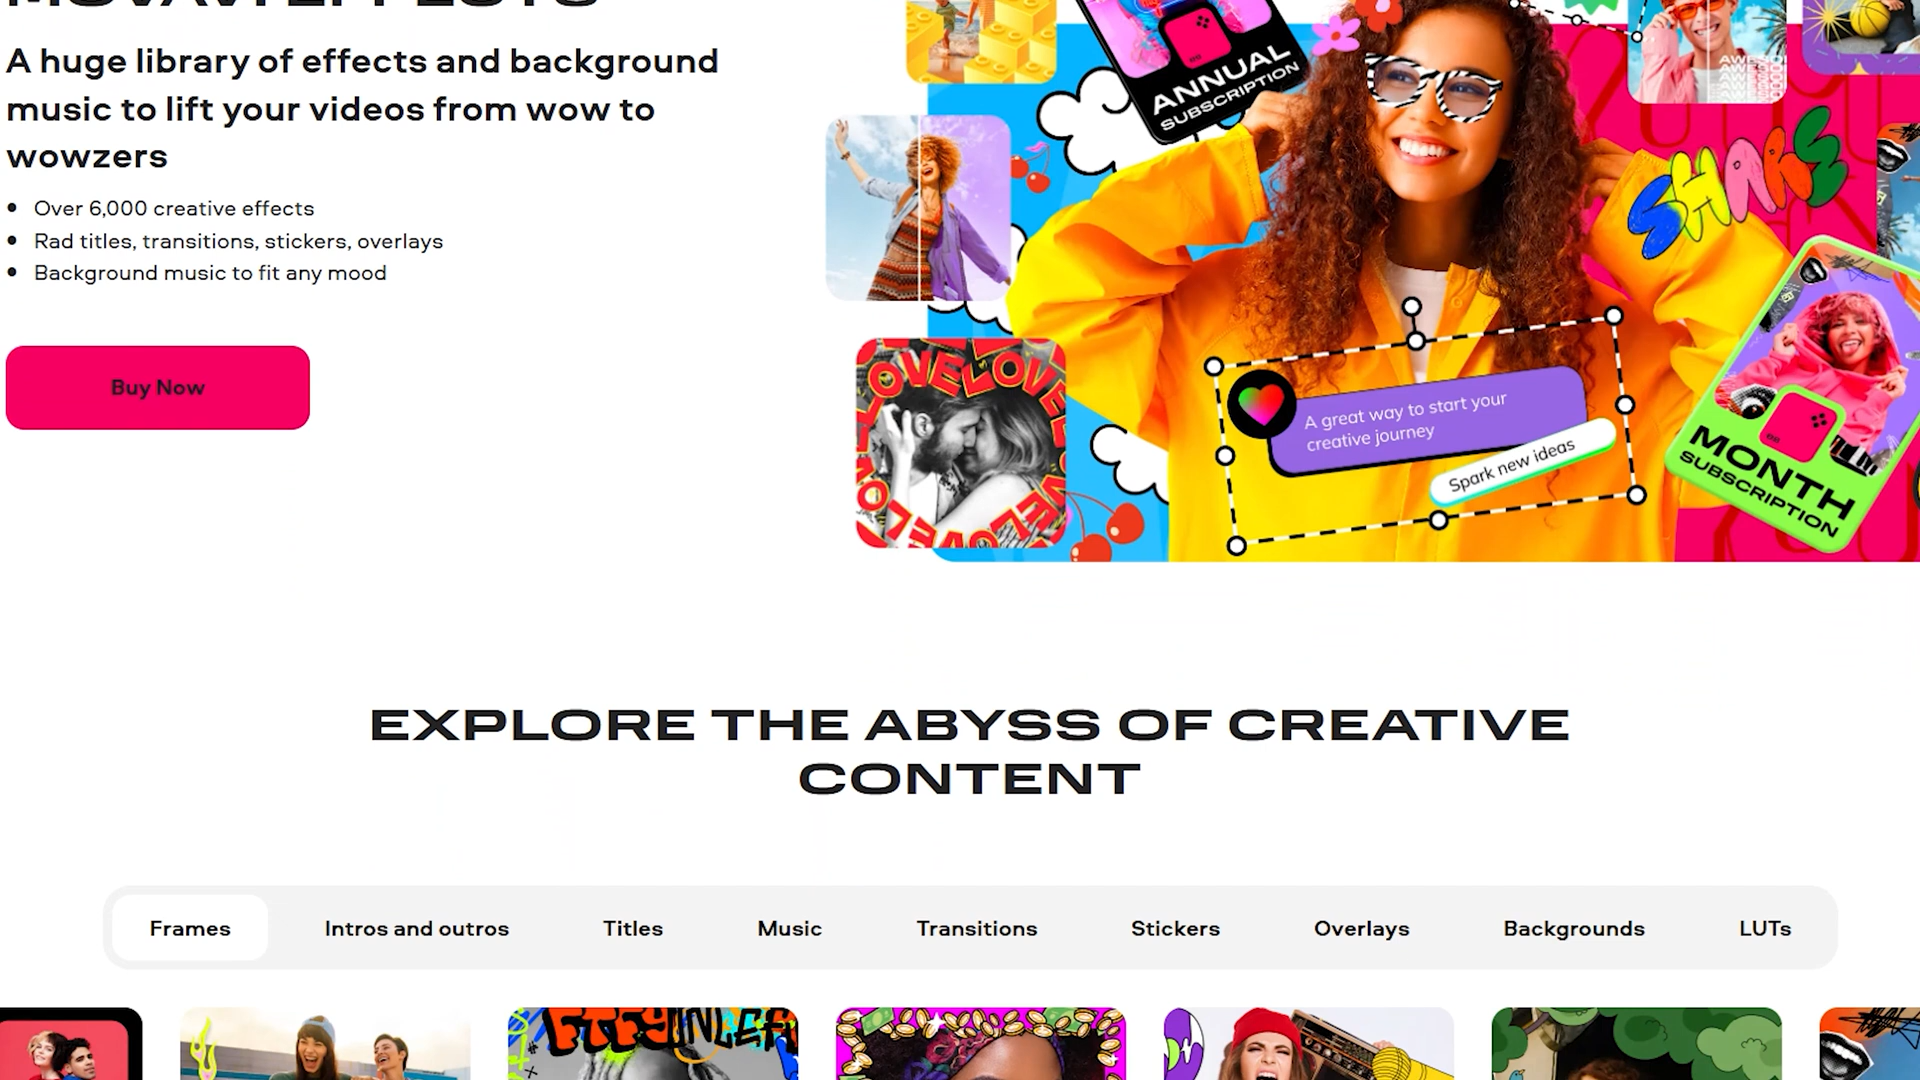 A huge library of effects and background
music to lift your videos from wow to
wowzers
Over 6,000 creative effects
Rad titles, transitions, stickers, overlays
Background music to fit any mood
Buy Now
ANNUAL
SUBSCRIPTION
SHARE
LOVE LOVE
A great way to start your
creative journey
Spark new ideas
MONTH
SUBSCRIPTION
EXPLORE THE ABYSS OF CREATIVE
CONTENT
Frames
Intros and outros
Titles
Music
Transitions
Stickers
Overlays
Backgrounds
LUTs